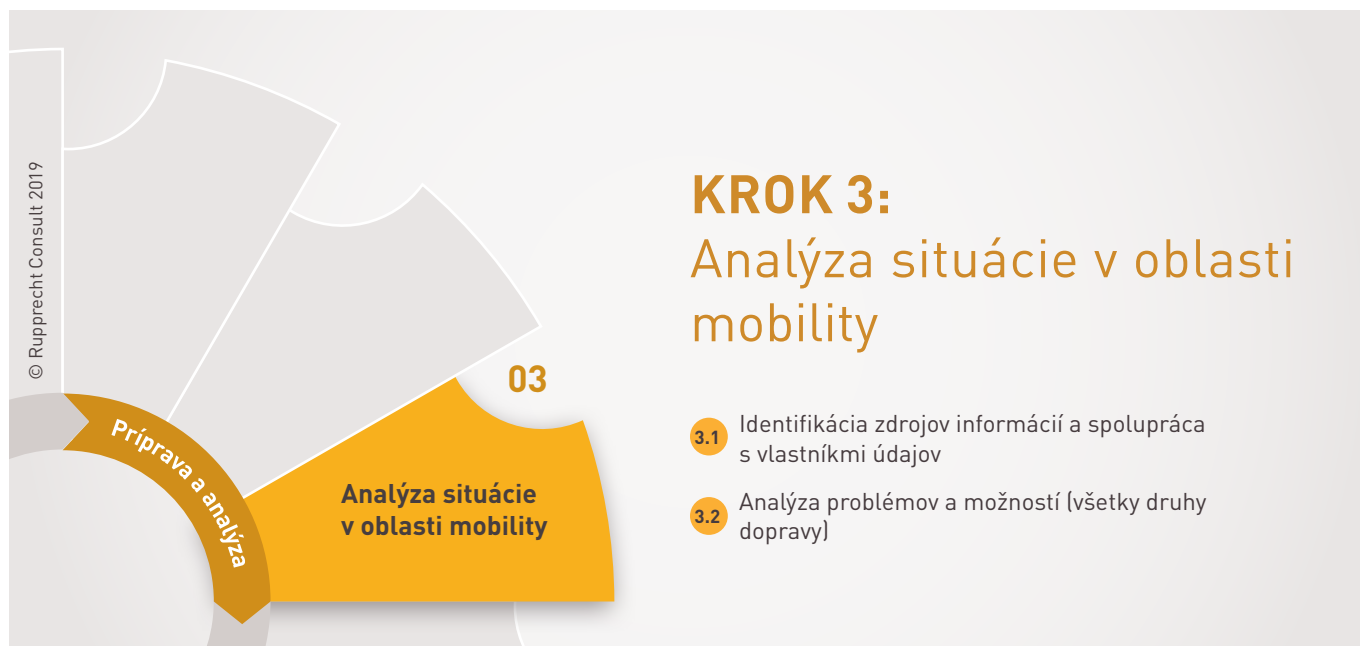 © Rupprecht Consult 2019
Príprava a analýza
03
Analýza situácie
v oblasti mobility
KROK 3:
Analýza situácie v oblasti
mobility
3.1 Identifikácia zdrojov informácií a spolupráca
s vlastníkmi údajov
3.2 Analýza problémov a možností (všetky druhy
dopravy)